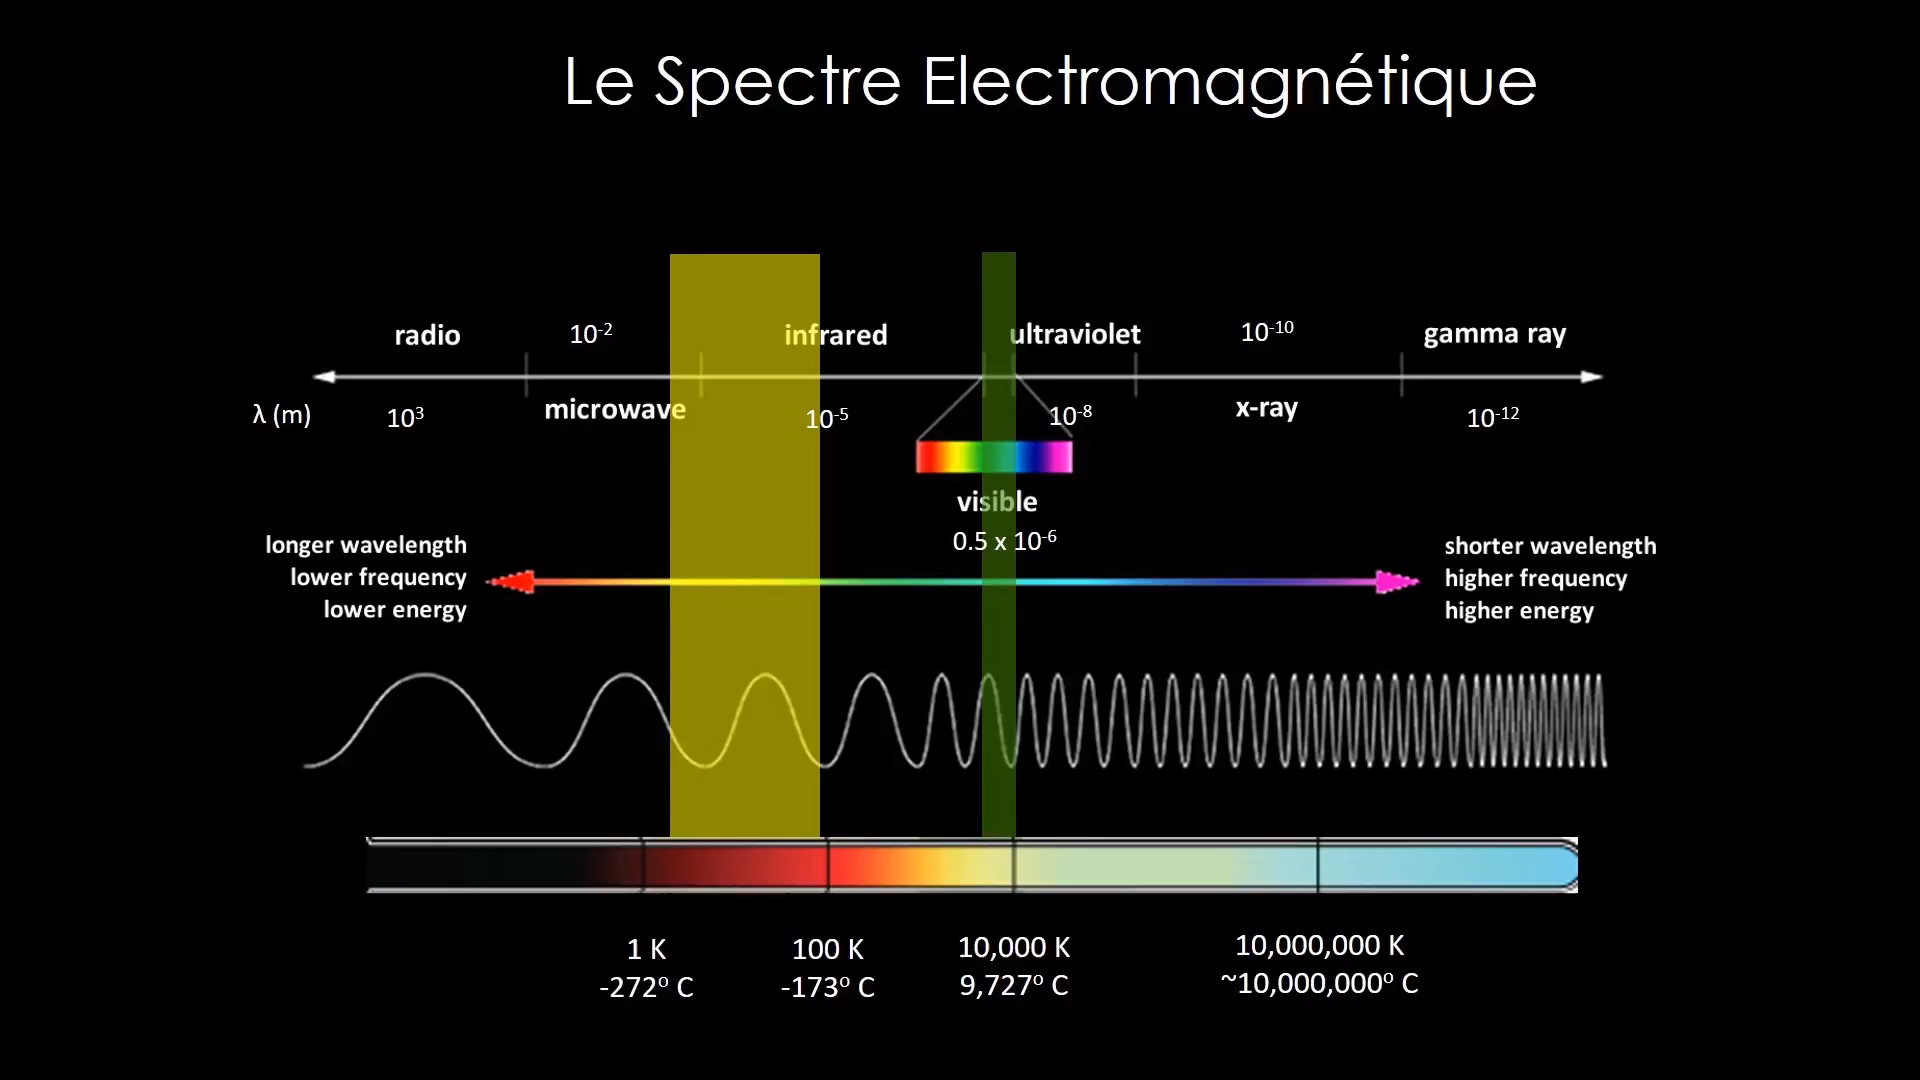 Le Spectre Electromagnétique
radio 10⁻² infrared ultraviolet 10⁻¹⁰ gamma ray
λ (m) 10³ microwave 10⁻⁵ 10⁻⁸ x-ray 10⁻¹²
visible
0.5 x 10⁻⁶
longer wavelength
lower frequency
lower energy
shorter wavelength
higher frequency
higher energy
1 K 100 K 10,000 K 10,000,000 K
-272º C -173º C 9,727º C ~10,000,000º C